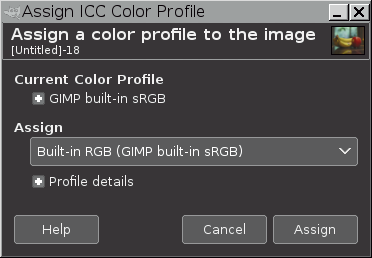 Assign ICC Color Profile
Assign a color profile to the image
[Untitled]-18
Current Color Profile
GIMP built-in sRGB
Assign
Built-in RGB (GIMP built-in sRGB)
Profile details
Help
Cancel
Assign